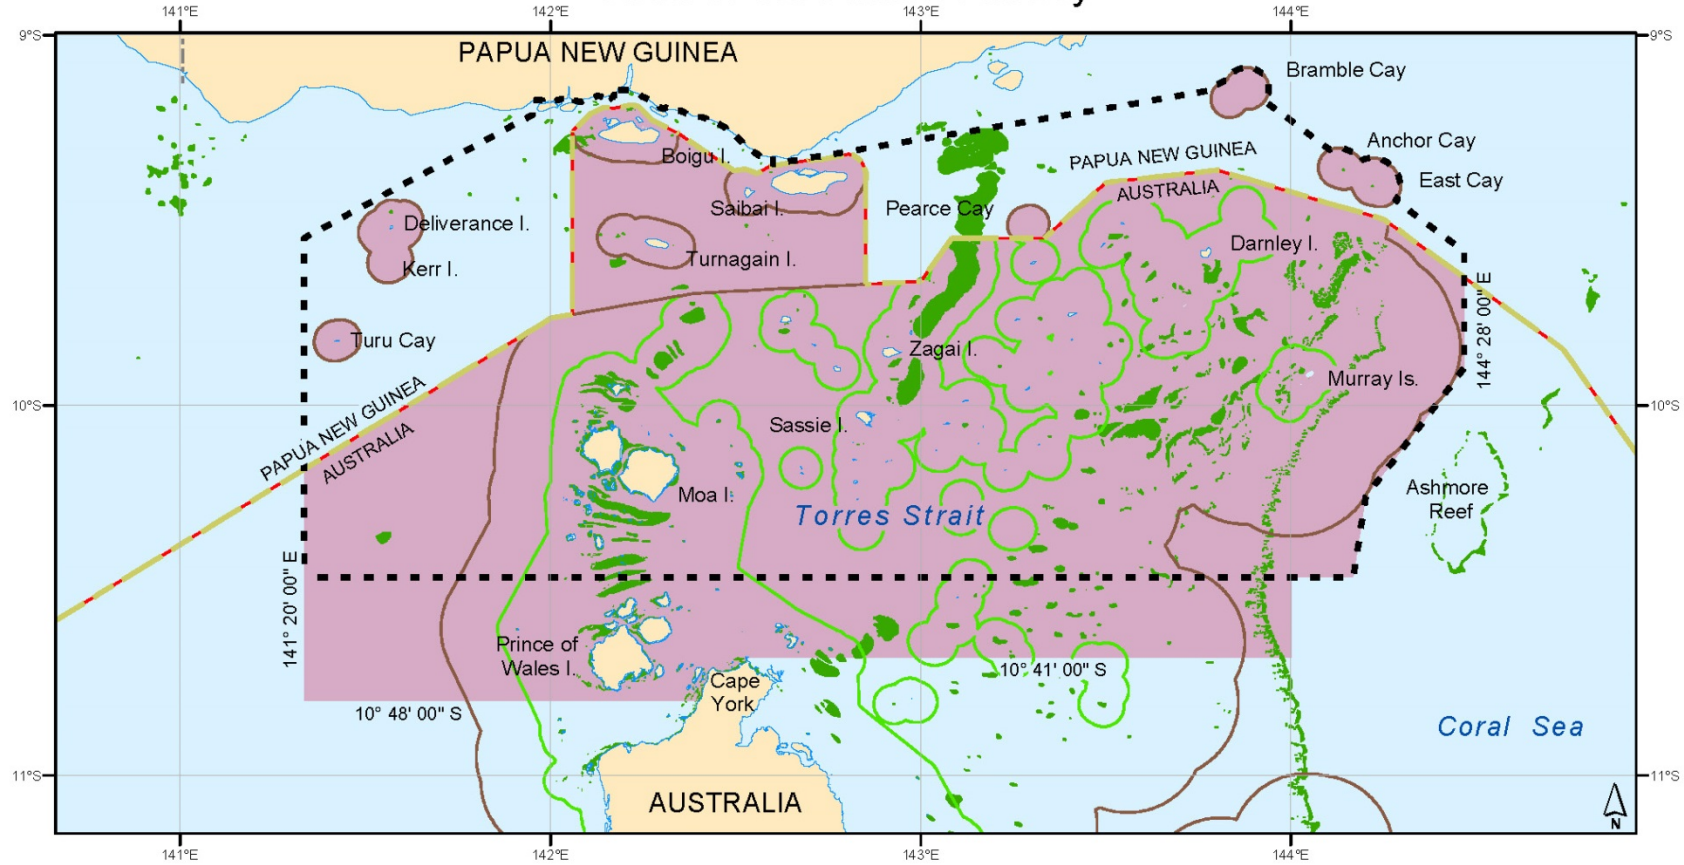 141°E
142°E
143°E
144°E
9°S
9°S
PAPUA NEW GUINEA
Bramble Cay
Anchor Cay
East Cay
Boigu I.
PAPUA NEW GUINEA
AUSTRALIA
Saibai I.
Pearce Cay
Deliverance I.
Darnley I.
Turnagain I.
Kerr I.
144° 28' 00" E
Turu Cay
Zagai I.
Murray Is.
10°S
10°S
PAPUA NEW GUINEA
AUSTRALIA
Sassie I.
Moa I.
Ashmore
Reef
Torres Strait
141° 20' 00" E
Prince of
Wales I.
10° 41' 00" S
Cape
York
10° 48' 00" S
Coral Sea
11°S
11°S
AUSTRALIA
N
141°E
142°E
143°E
144°E